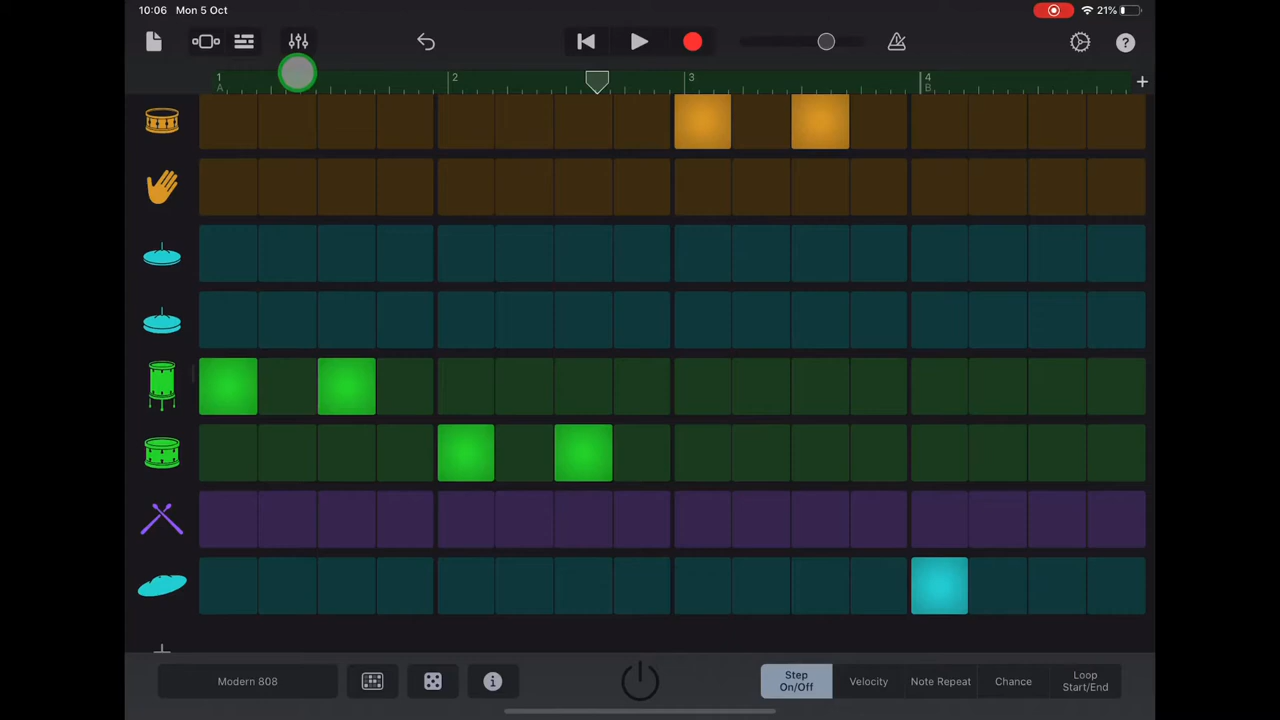 10:06 Mon 5 Oct
21%
1 2 3 4
A B
Modern 808
Step On/Off
Velocity
Note Repeat
Chance
Loop Start/End